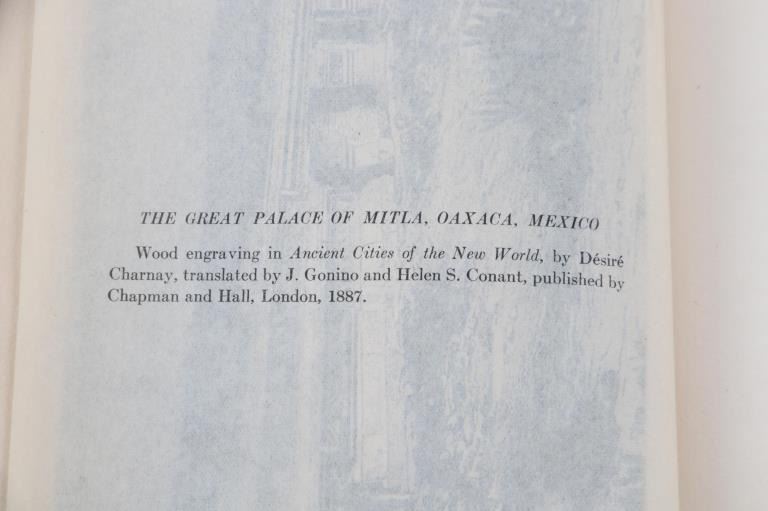 THE GREAT PALACE OF MITLA, OAXACA, MEXICO
Wood engraving in Ancient Cities of the New World, by Désiré
Charnay, translated by J. Gonino and Helen S. Conant, published by
Chapman and Hall, London, 1887.